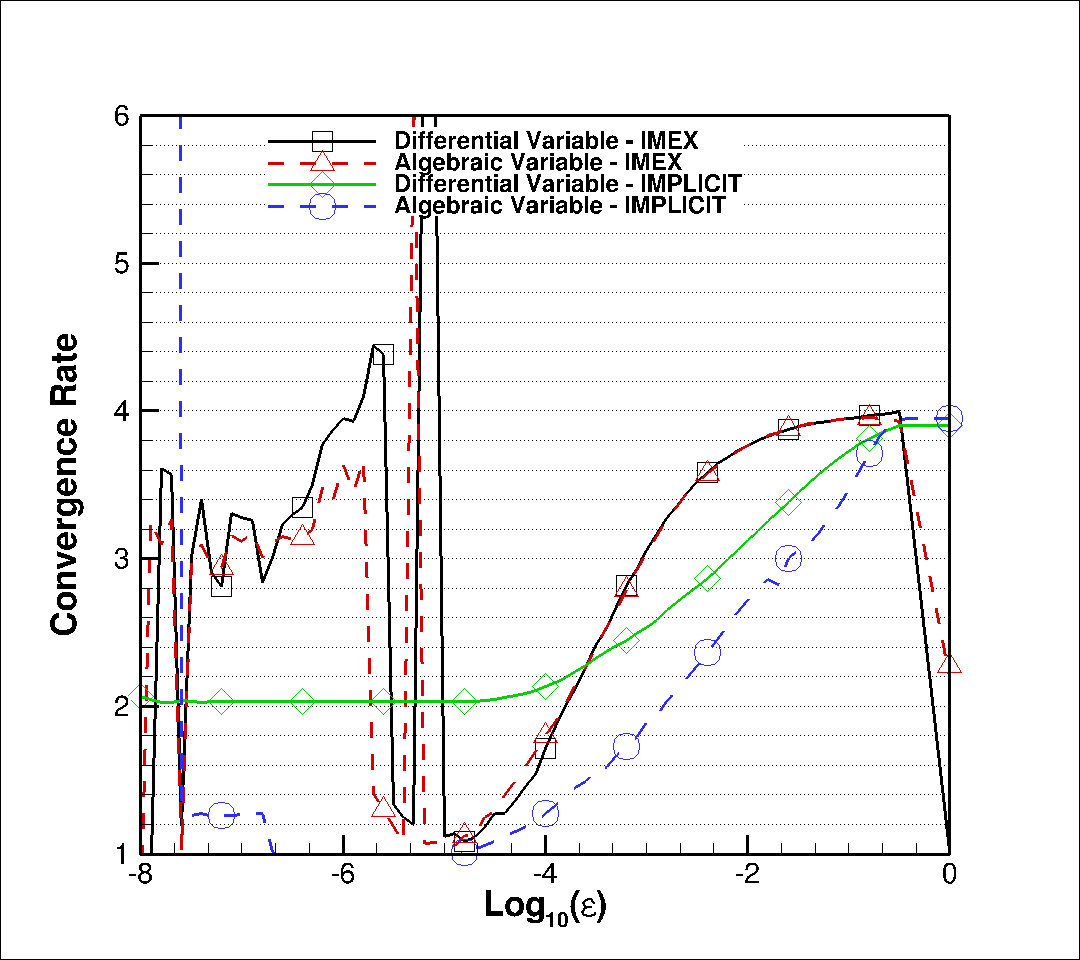 6
5
4
3
2
1
Convergence Rate
Differential Variable - IMEX
Algebraic Variable - IMEX
Differential Variable - IMPLICIT
Algebraic Variable - IMPLICIT
-8 -6 -4 -2 0
Log10(ε)